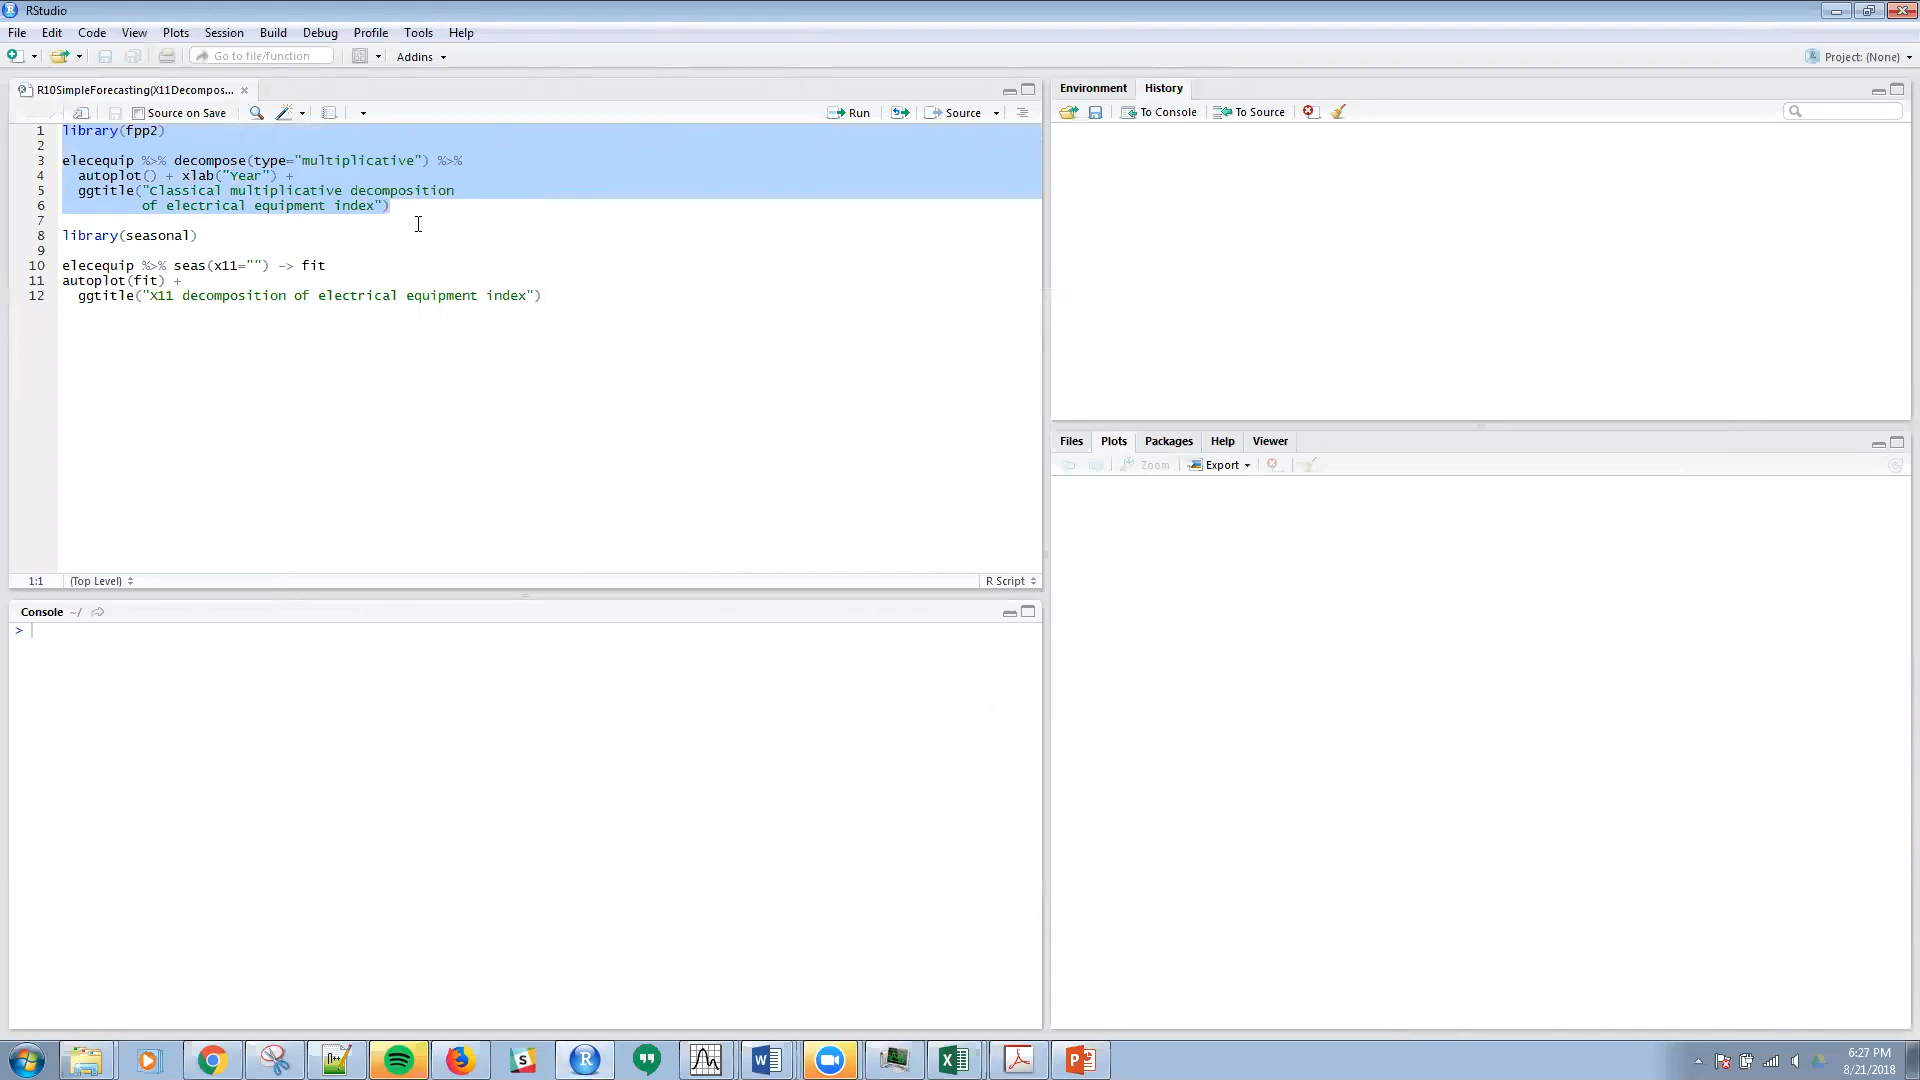 RStudio
File Edit Code View Plots Session Build Debug Profile Tools Help
Go to file/function Addins Project: (None)
R10SimpleForecasting(X11Decompos...
Source on Save Run Source
1 library(fpp2)
2
3 elecequip %>% decompose(type="multiplicative") %>%
4 autoplot() + xlab("Year") +
5 ggtitle("Classical multiplicative decomposition
6 of electrical equipment index")
7
8 library(seasonal)
9
10 elecequip %>% seas(x11="") -> fit
11 autoplot(fit) +
12 ggtitle("X11 decomposition of electrical equipment index")
1:1 (Top Level) R Script
Console ~/
>
Environment History
To Console To Source
Files Plots Packages Help Viewer
Zoom Export
6:27 PM
8/21/2018